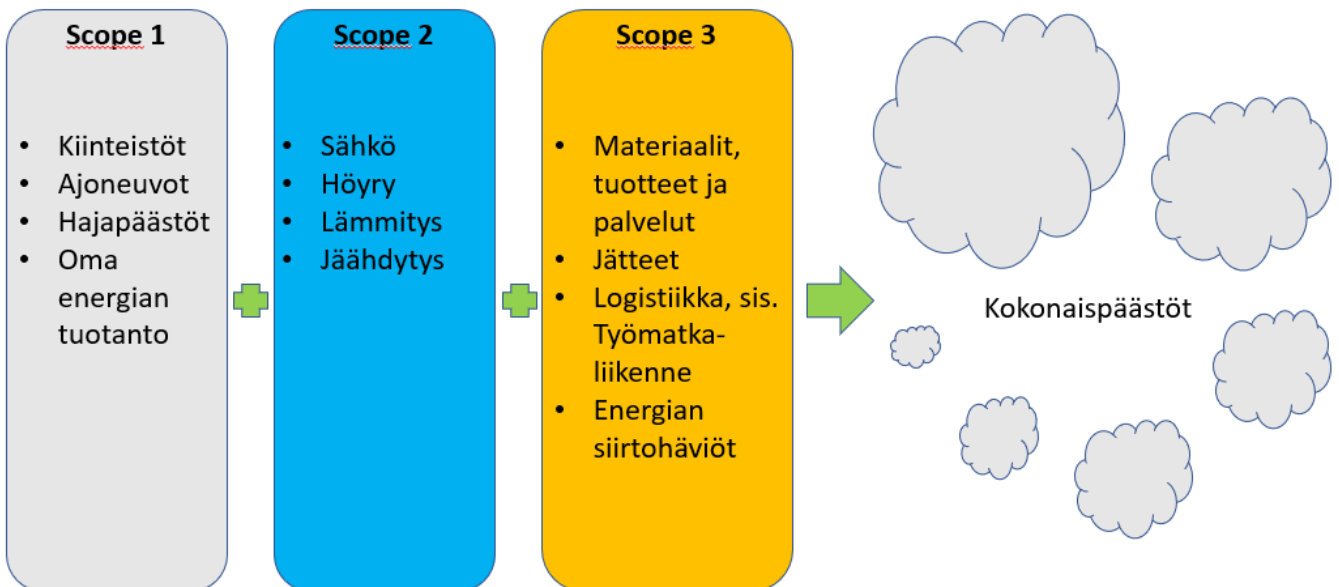 Scope 1
• Kiinteistöt
• Ajoneuvot
• Hajapäästöt
• Oma
energian
tuotanto
Scope 2
• Sähkö
• Höyry
• Lämmitys
• Jäähdytys
Scope 3
• Materiaalit,
tuotteet ja
palvelut
• Jätteet
• Logistiikka, sis.
Työmatka-
liikenne
• Energian
siirtohäviöt
Kokonaispäästöt